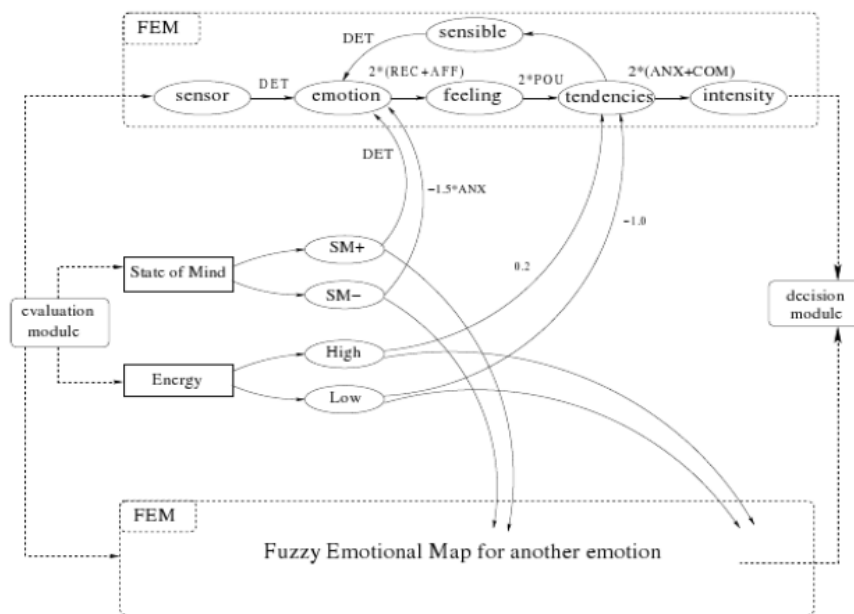 FEM
DET
sensible
sensor
DET
emotion
2*(REC+AFF)
feeling
2*POU
tendencies
2*(ANX+COM)
intensity
DET
-1.5*ANX
-1.0
0.2
State of Mind
SM+
SM-
evaluation
module
decision
module
Energy
High
Low
FEM
Fuzzy Emotional Map for another emotion